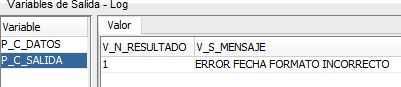 Variables de Salida - Log
Variable
P_C_DATOS
P_C_SALIDA
Valor
V_N_RESULTADO V_S_MENSAJE
1 ERROR FECHA FORMATO INCORRECTO